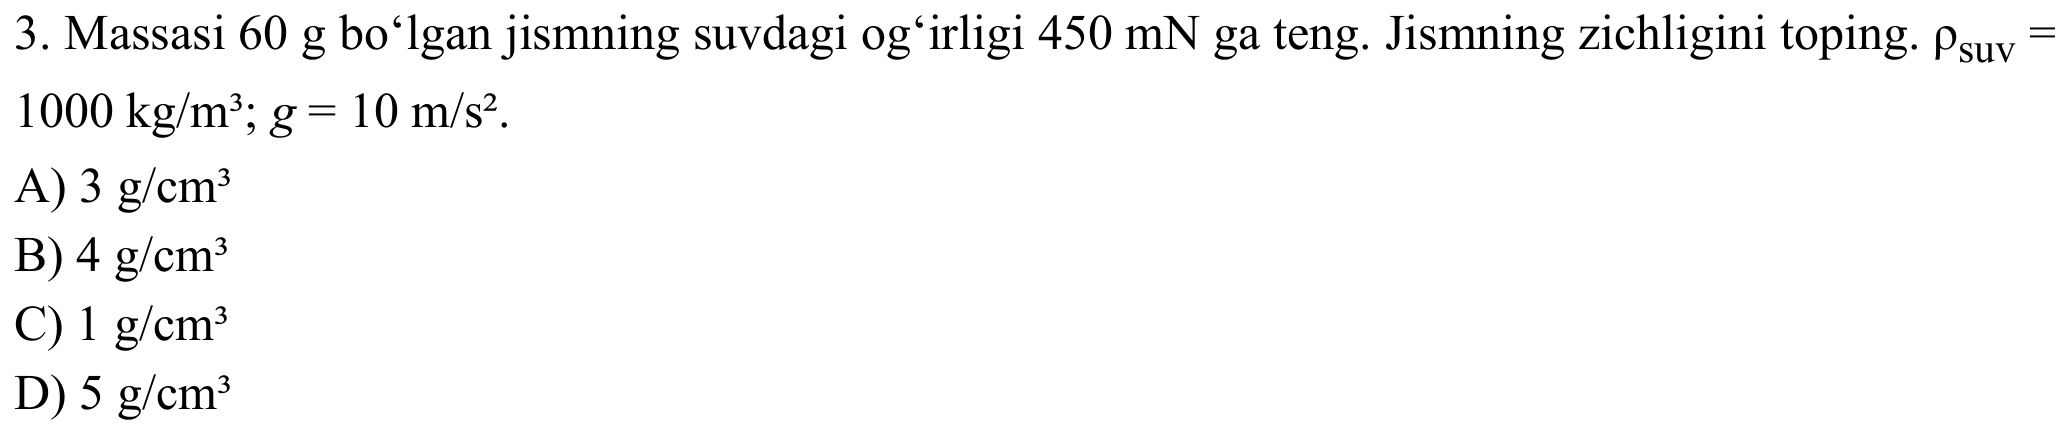 3. Massasi 60 g bo‘lgan jismning suvdagi og‘irligi 450 mN ga teng. Jismning zichligini toping. ρ_suv =
1000 kg/m³; g = 10 m/s².
A) 3 g/cm³
B) 4 g/cm³
C) 1 g/cm³
D) 5 g/cm³